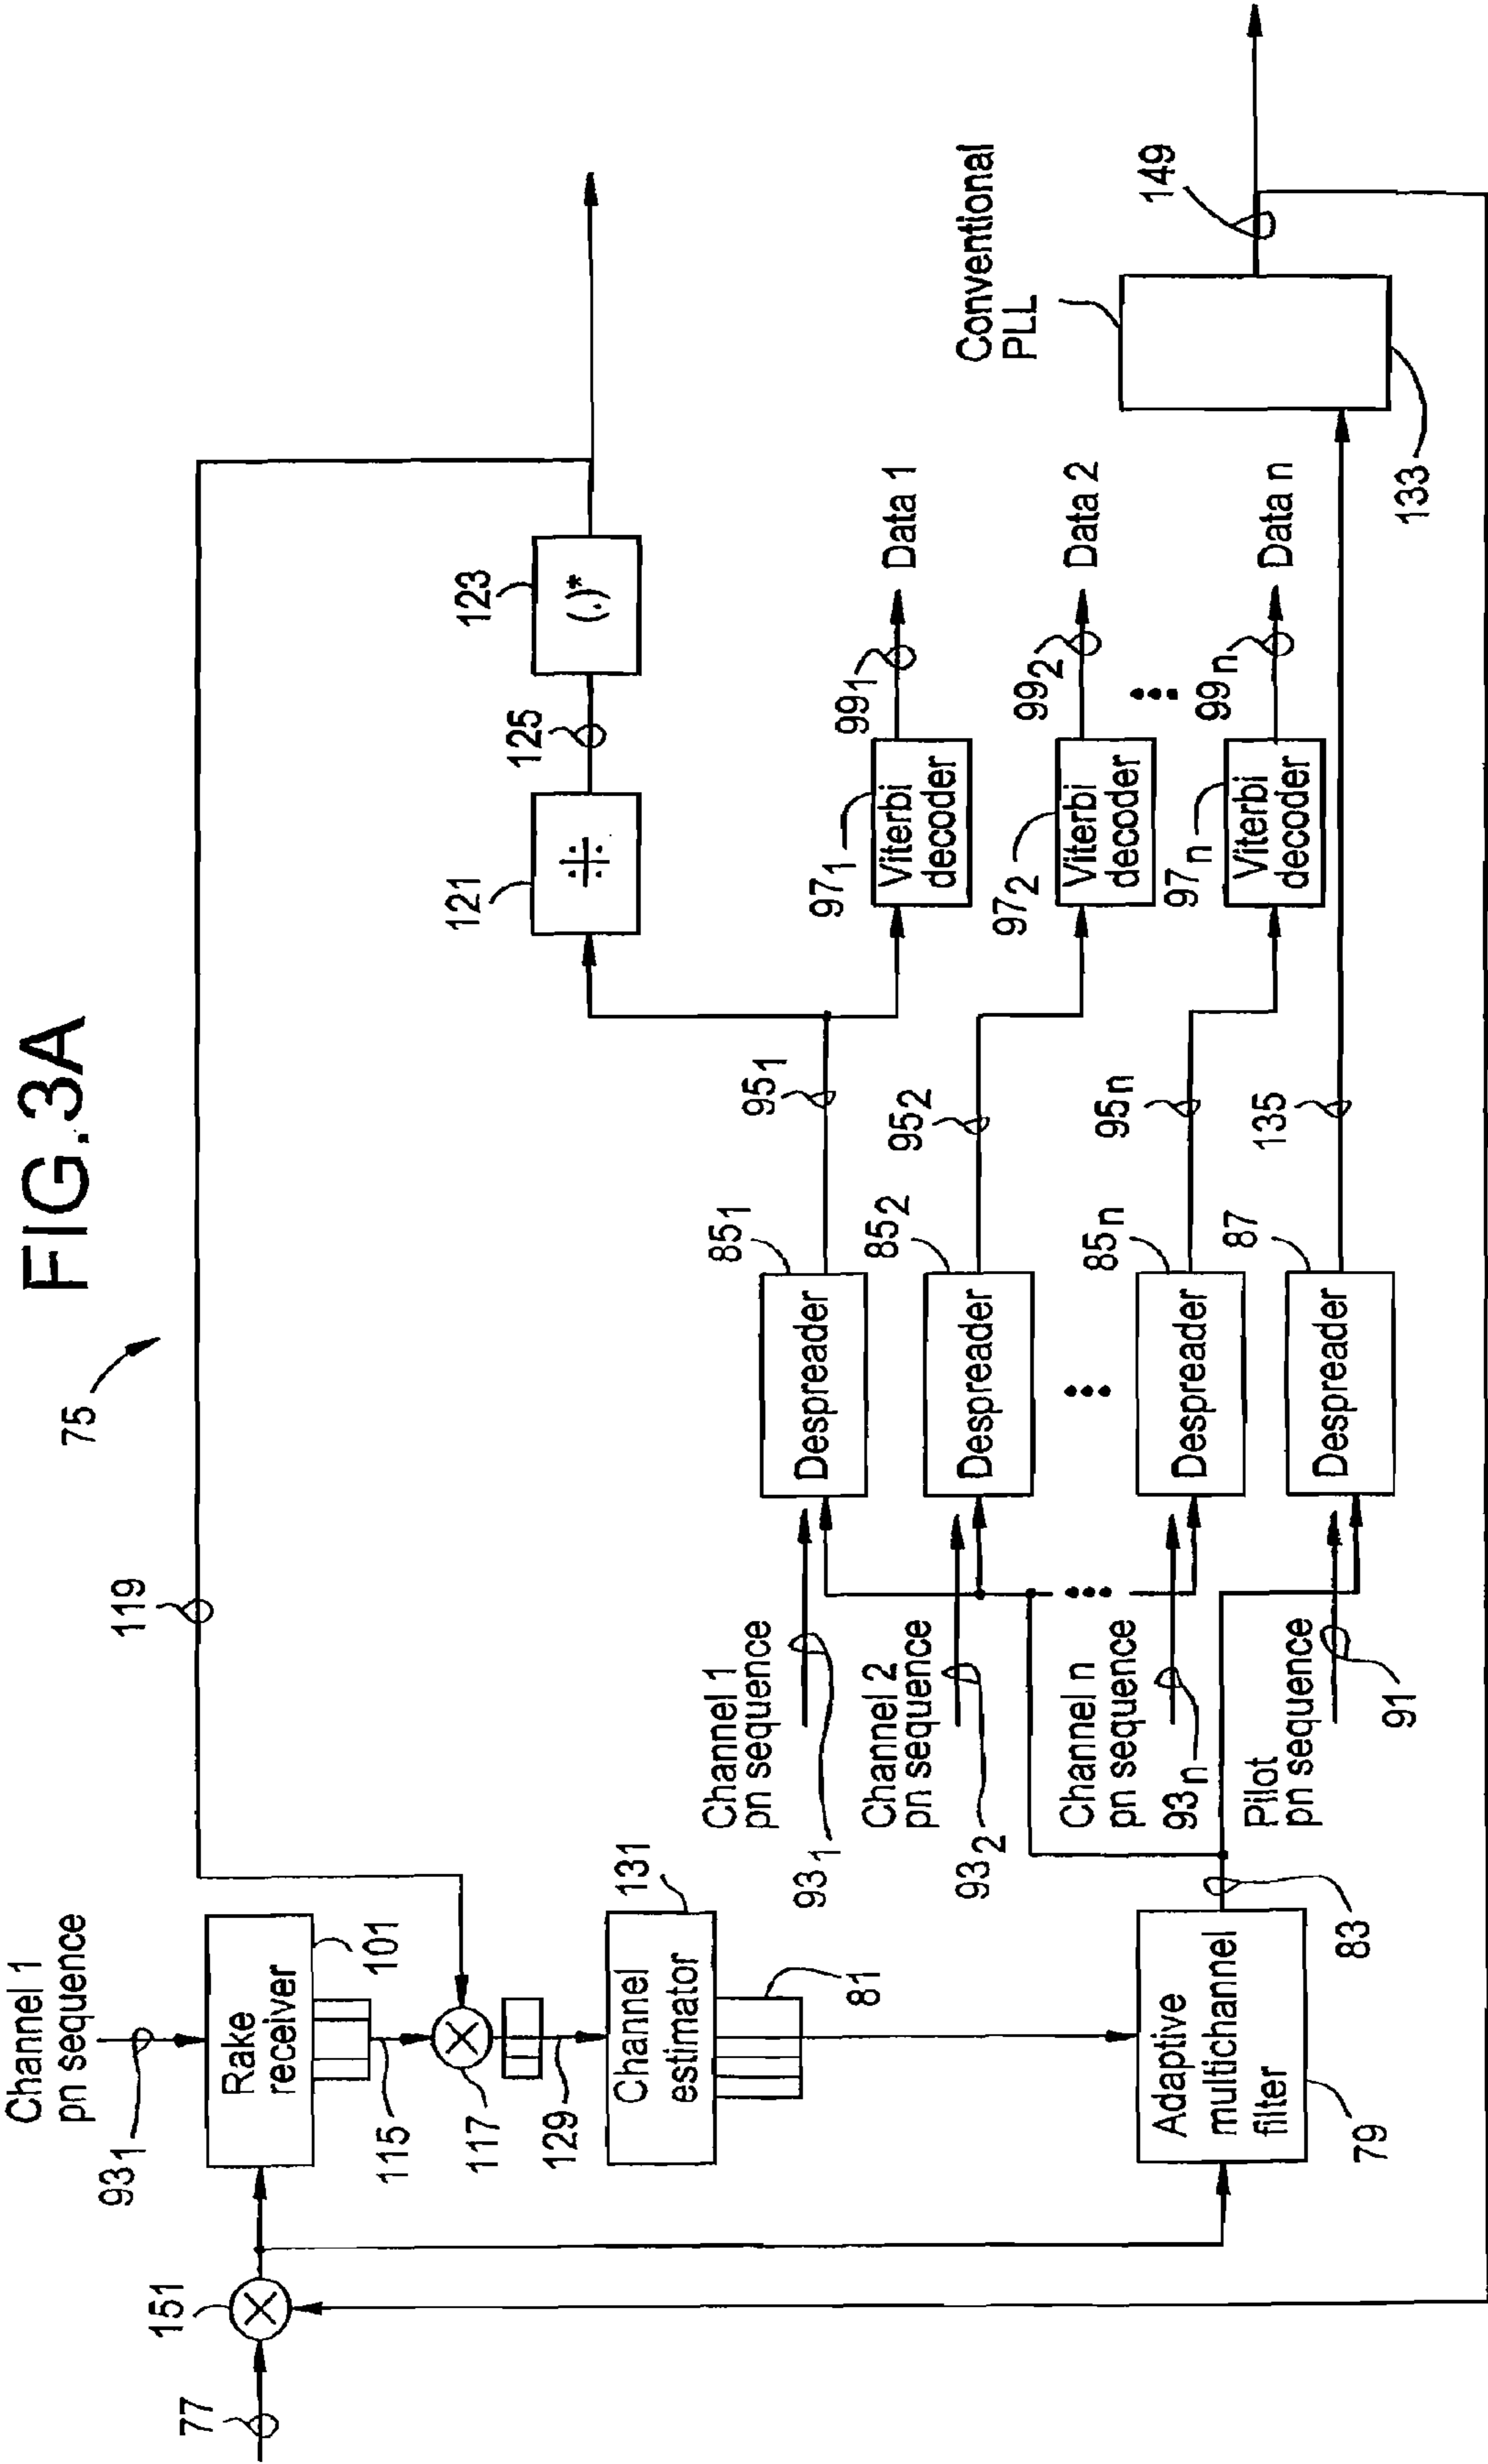 FIG.3A
75
Channel 1
pn sequence
93₁
77
151
Rake
receiver
101
115
117
129
119
Channel
estimator
131
81
Adaptive
multichannel
filter
79
83
Channel 1
pn sequence
93₁
Channel 2
pn sequence
93₂
Channel n
pn sequence
93n
Pilot
pn sequence
91
Despreader
85₁
Despreader
85₂
Despreader
85n
Despreader
87
95₁
95₂
95n
135
121
÷
125
123
(.)*
97₁
Viterbi
decoder
99₁
Data 1
97₂
Viterbi
decoder
99₂
Data 2
97n
Viterbi
decoder
99n
Data n
Conventional
PLL
133
149